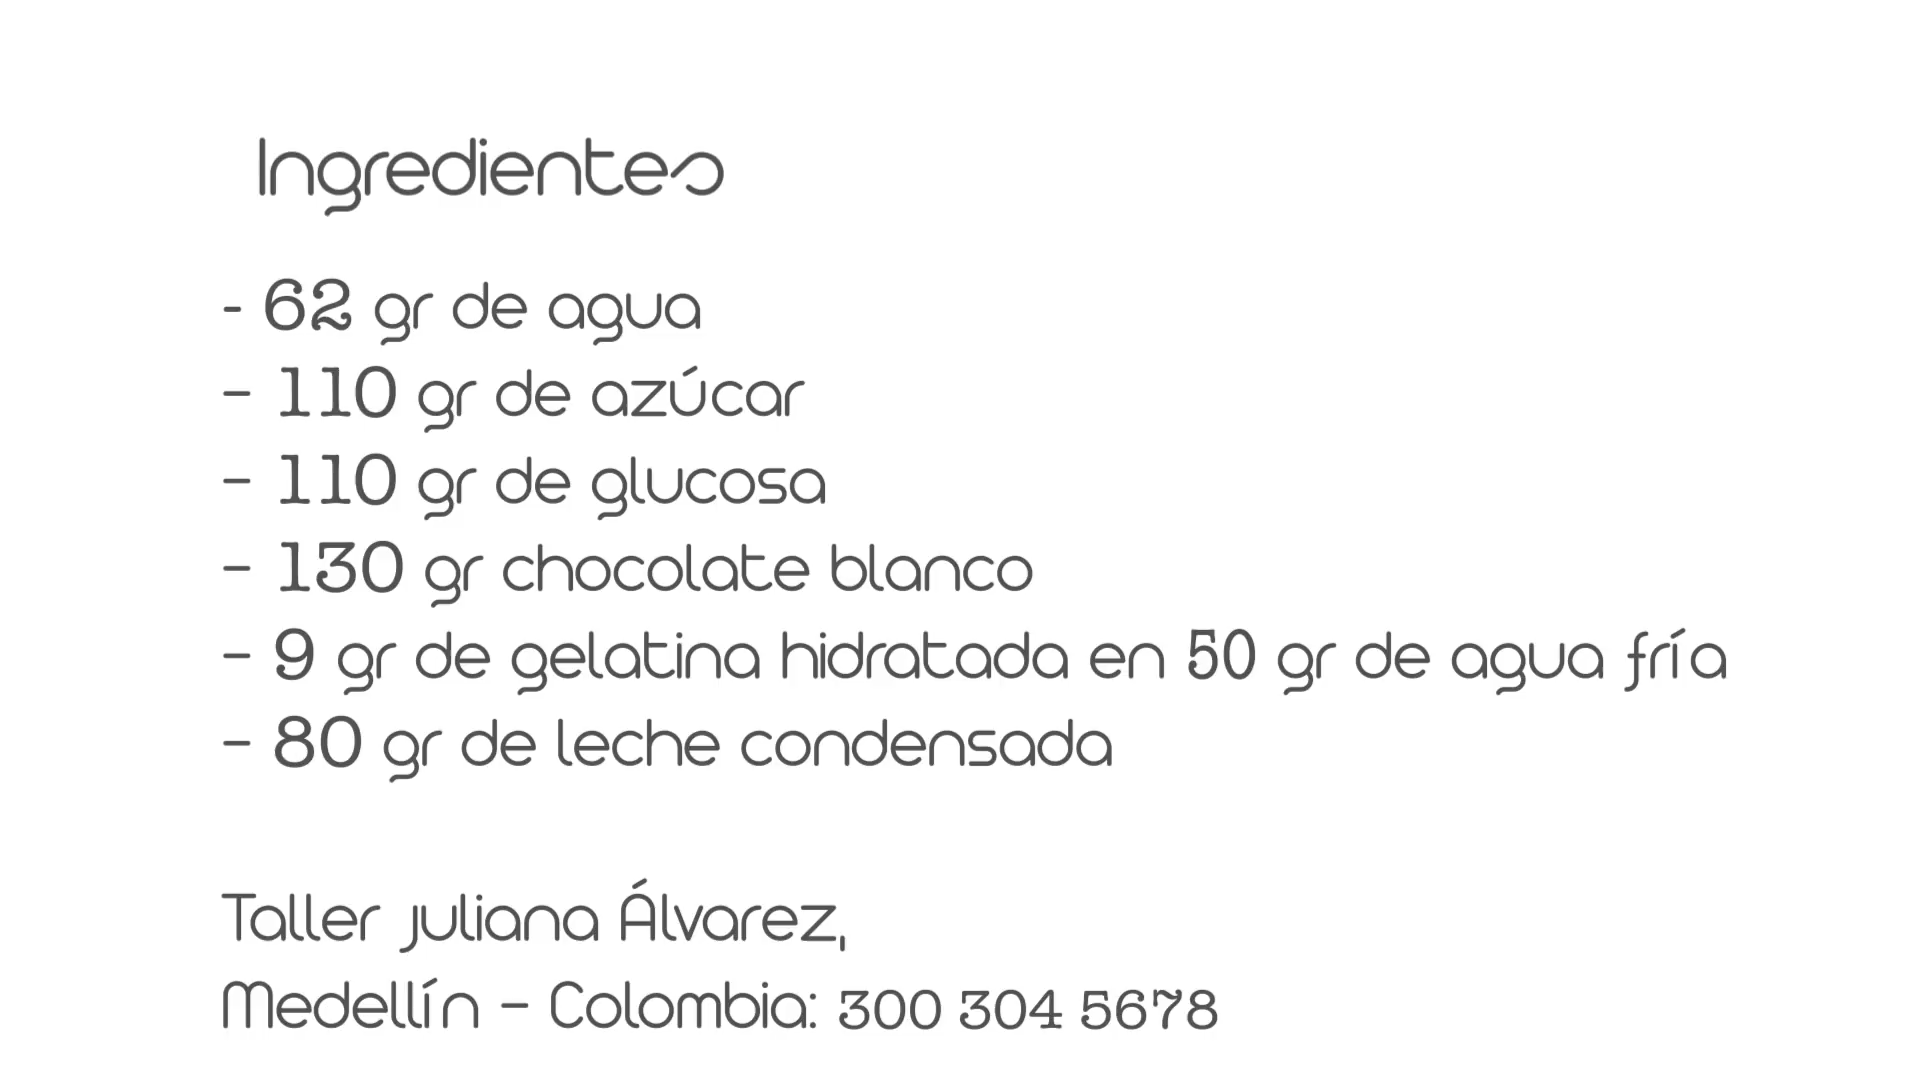 Ingredientes
- 62 gr de agua
- 110 gr de azúcar
- 110 gr de glucosa
- 130 gr chocolate blanco
- 9 gr de gelatina hidratada en 50 gr de agua fría
- 80 gr de leche condensada
Taller juliana Álvarez,
Medellín - Colombia: 300 304 5678